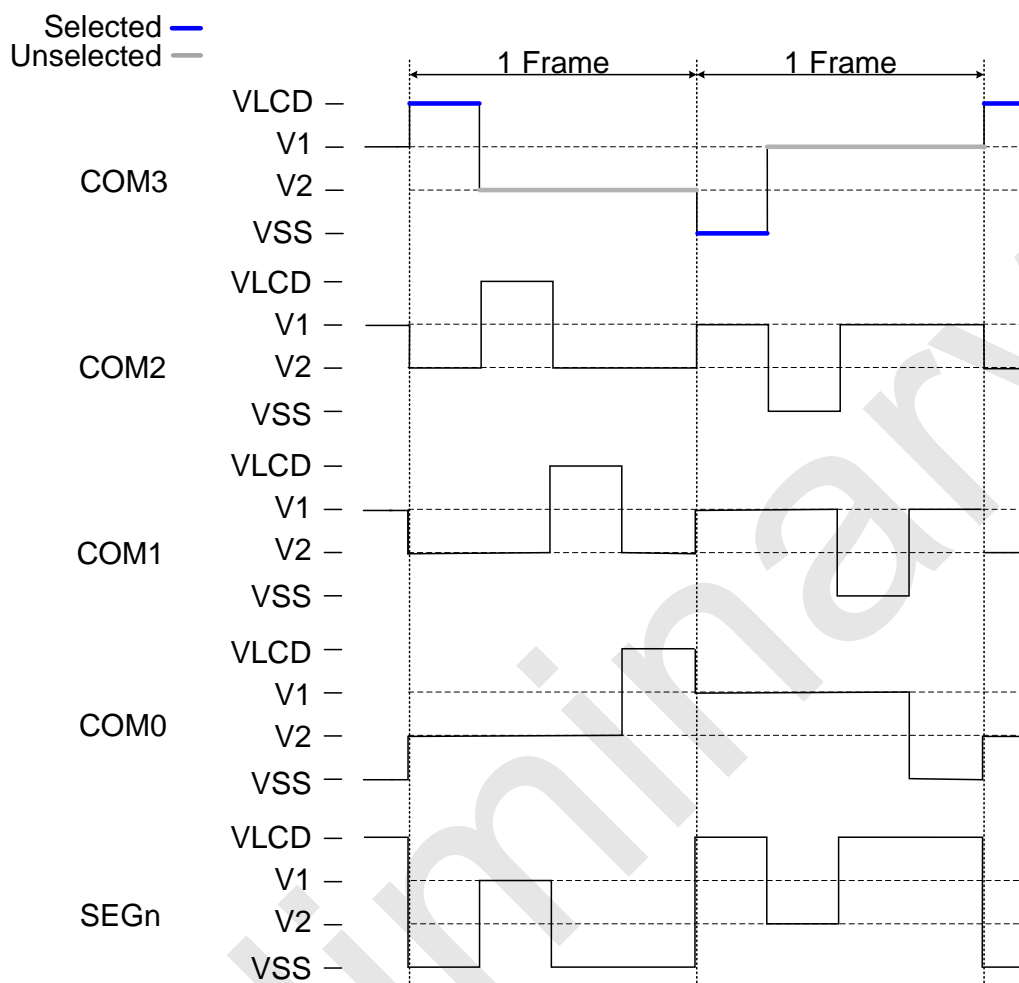 Selected
Unselected
1 Frame 1 Frame
VLCD
V1
COM3
V2
VSS
VLCD
V1
COM2
V2
VSS
VLCD
V1
COM1
V2
VSS
VLCD
V1
COM0
V2
VSS
VLCD
V1
SEGn
V2
VSS